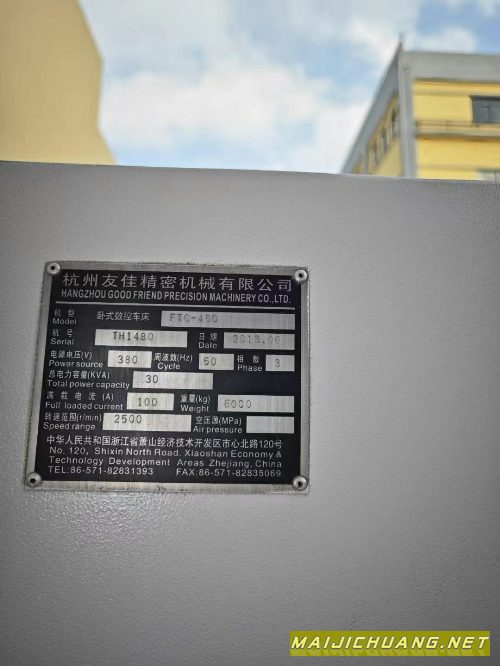 杭州友佳精密机械有限公司
HANGZHOU GOOD FRIEND PRECISION MACHINERY CO.,LTD.
机型 卧式数控车床
Model FTC-450
机号 日期
Serial TH1480 Date 2013.06
电源电压(V) 周波数(Hz) 相数
Power source 380 Cycle 50 Phase 3
总电力容量(KVA)
Total power capacity 30
满载电流(A) 重量(kg)
Full loaded current 100 Weight 6000
转速范围(r/min) 空压源(MPa)
Speed range 2500 Air pressure
中华人民共和国浙江省萧山经济技术开发区市心北路120号
No. 120, Shixin North Road, Xiaoshan Economy &
Technology Development Areas Zhejiang, China
TEL:86-571-82831393 FAX:86-571-82835069
MAIJICHUANG.NET